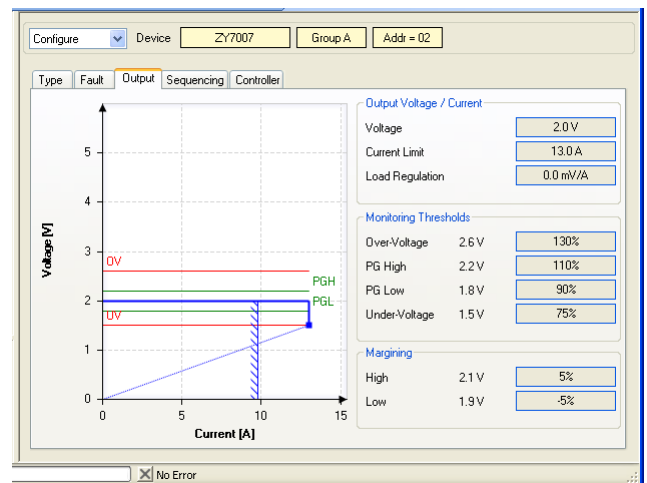 Configure Device ZY7007 Group A Addr = 02
Type Fault Output Sequencing Controller
Output Voltage / Current
Voltage 2.0 V
Current Limit 13.0 A
Load Regulation 0.0 mV/A
Monitoring Thresholds
Over-Voltage 2.6 V 130%
PG High 2.2 V 110%
PG Low 1.8 V 90%
Under-Voltage 1.5 V 75%
Margining
High 2.1 V 5%
Low 1.9 V -5%
Voltage [V]
5
4
3
2
1
0
OV
PGH
PGL
UV
0 5 10 15
Current [A]
No Error